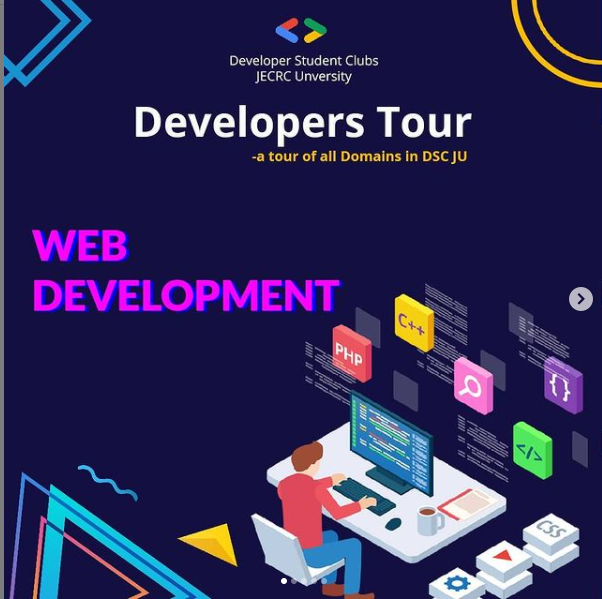 Developer Student Clubs
JECRC Unversity
Developers Tour
-a tour of all Domains in DSC JU
WEB
DEVELOPMENT
C++
PHP
{ }
</>
CSS